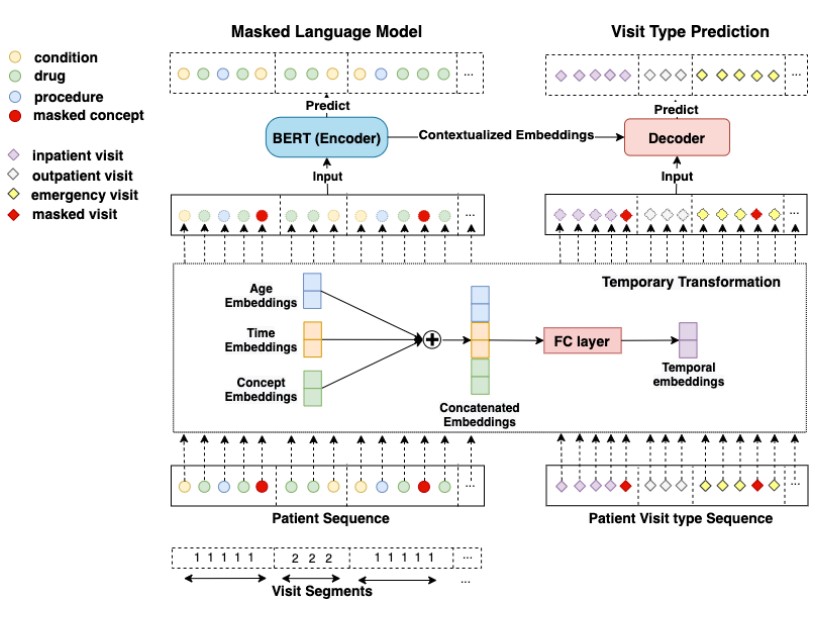 Masked Language Model
Visit Type Prediction
condition
drug
procedure
masked concept
inpatient visit
outpatient visit
emergency visit
masked visit
...
...
Predict
Predict
BERT (Encoder)
Contextualized Embeddings
Decoder
Input
Input
...
...
Temporary Transformation
Age
Embeddings
Time
Embeddings
Concept
Embeddings
FC layer
Temporal
embeddings
Concatenated
Embeddings
...
...
Patient Sequence
Patient Visit type Sequence
1 1 1 1 1 2 2 2 1 1 1 1 1 ...
...
Visit Segments